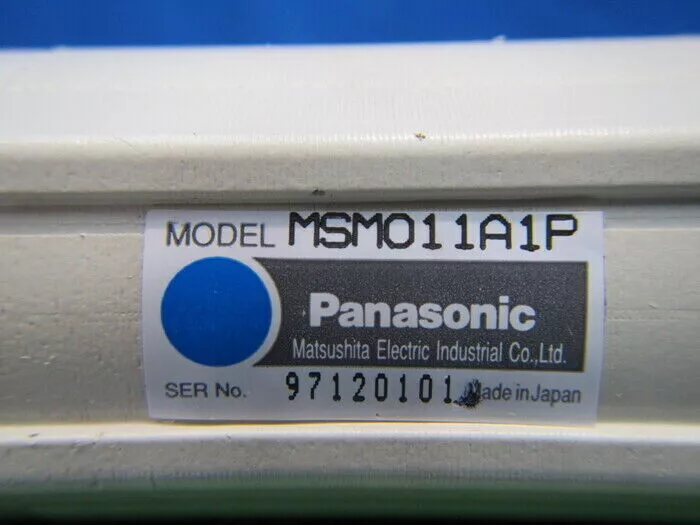 MODEL MSM011A1P
Panasonic
Matsushita Electric Industrial Co.,Ltd.
SER No. 97120101 Made in Japan